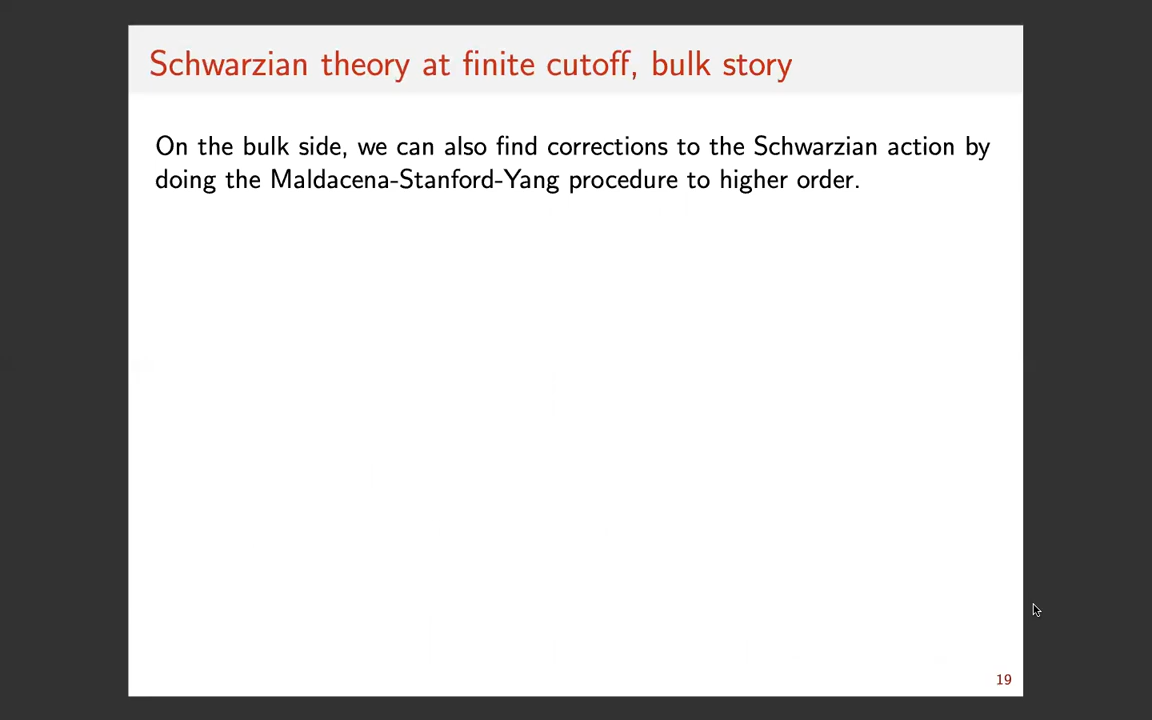 Schwarzian theory at finite cutoff, bulk story
On the bulk side, we can also find corrections to the Schwarzian action by
doing the Maldacena-Stanford-Yang procedure to higher order.
19